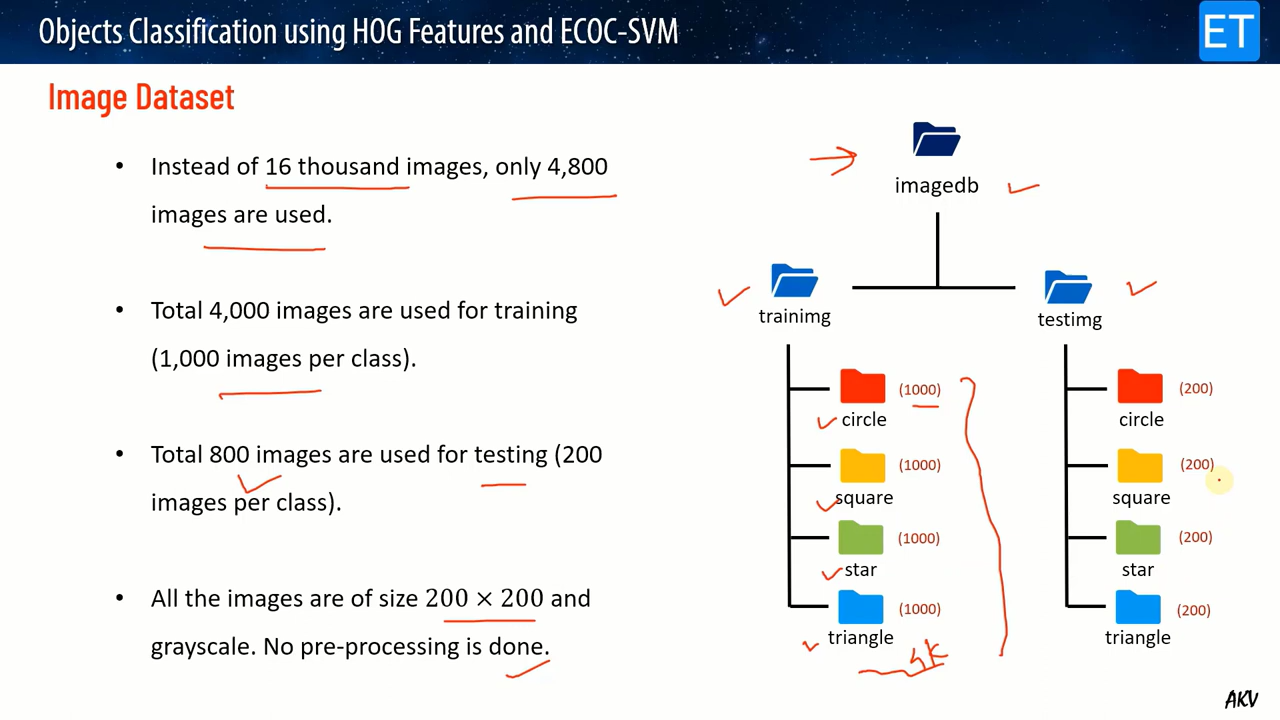 Objects Classification using HOG Features and ECOC-SVM
ET
Image Dataset
• Instead of 16 thousand images, only 4,800
images are used.
• Total 4,000 images are used for training
(1,000 images per class).
• Total 800 images are used for testing (200
images per class).
• All the images are of size 200 × 200 and
grayscale. No pre-processing is done.
imagedb
trainimg
testimg
(1000)
circle
(1000)
square
(1000)
star
(1000)
triangle
4k
(200)
circle
(200)
square
(200)
star
(200)
triangle
AKV